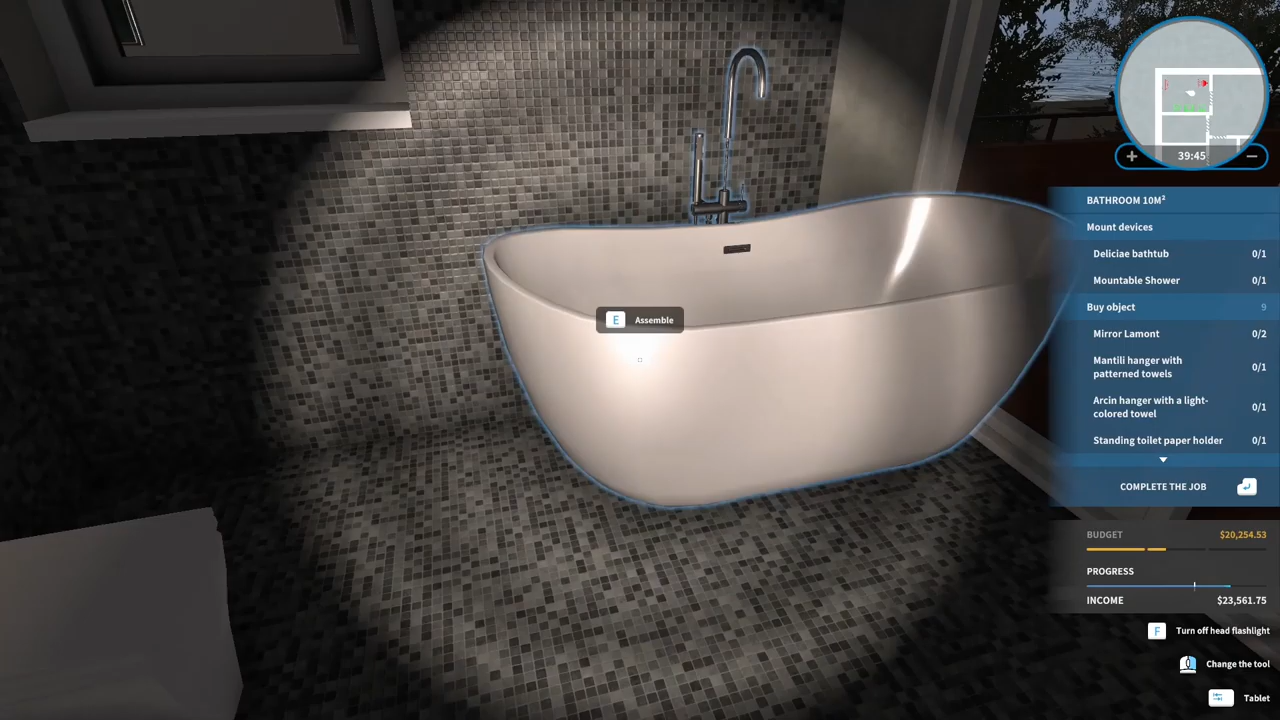 39:45
BATHROOM 10M²
Mount devices
Deliciae bathtub 0/1
Mountable Shower 0/1
Buy object 9
Mirror Lamont 0/2
Mantili hanger with
patterned towels 0/1
Arcin hanger with a light-
colored towel 0/1
Standing toilet paper holder 0/1
COMPLETE THE JOB
E Assemble
BUDGET $20,254.53
PROGRESS
INCOME $23,561.75
F Turn off head flashlight
Change the tool
Tablet